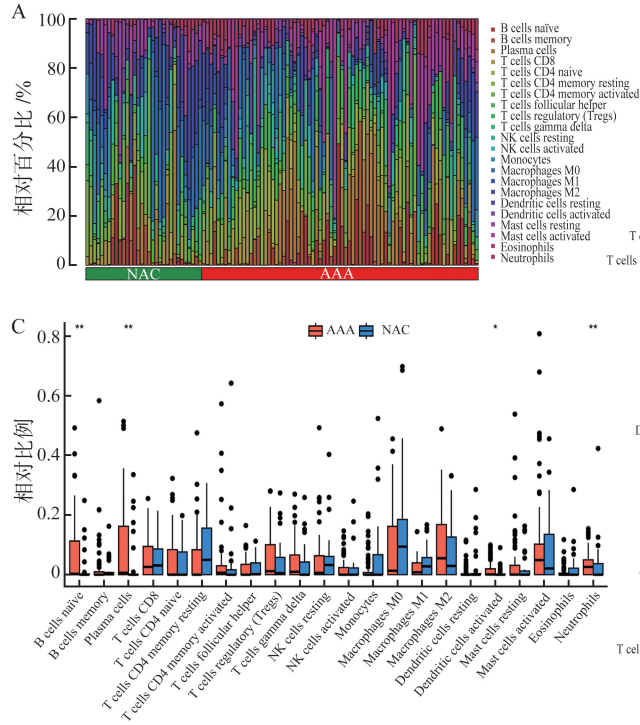 A
相对百分比/%
100
80
60
40
20
0
NAC
AAA
B cells naïve
B cells memory
Plasma cells
T cells CD8
T cells CD4 naive
T cells CD4 memory resting
T cells CD4 memory activated
T cells follicular helper
T cells regulatory (Tregs)
T cells gamma delta
NK cells resting
NK cells activated
Monocytes
Macrophages M0
Macrophages M1
Macrophages M2
Dendritic cells resting
Dendritic cells activated
Mast cells resting
Mast cells activated
Eosinophils
Neutrophils
T c
T cells
C
相对比例
0.8
0.6
0.4
0.2
0
AAA
NAC
**
**
*
**
B cells naïve
B cells memory
Plasma cells
T cells CD8
T cells CD4 naive
T cells CD4 memory resting
T cells CD4 memory activated
T cells follicular helper
T cells regulatory (Tregs)
T cells gamma delta
NK cells resting
NK cells activated
Monocytes
Macrophages M0
Macrophages M1
Macrophages M2
Dendritic cells resting
Dendritic cells activated
Mast cells resting
Mast cells activated
Eosinophils
Neutrophils
T cell